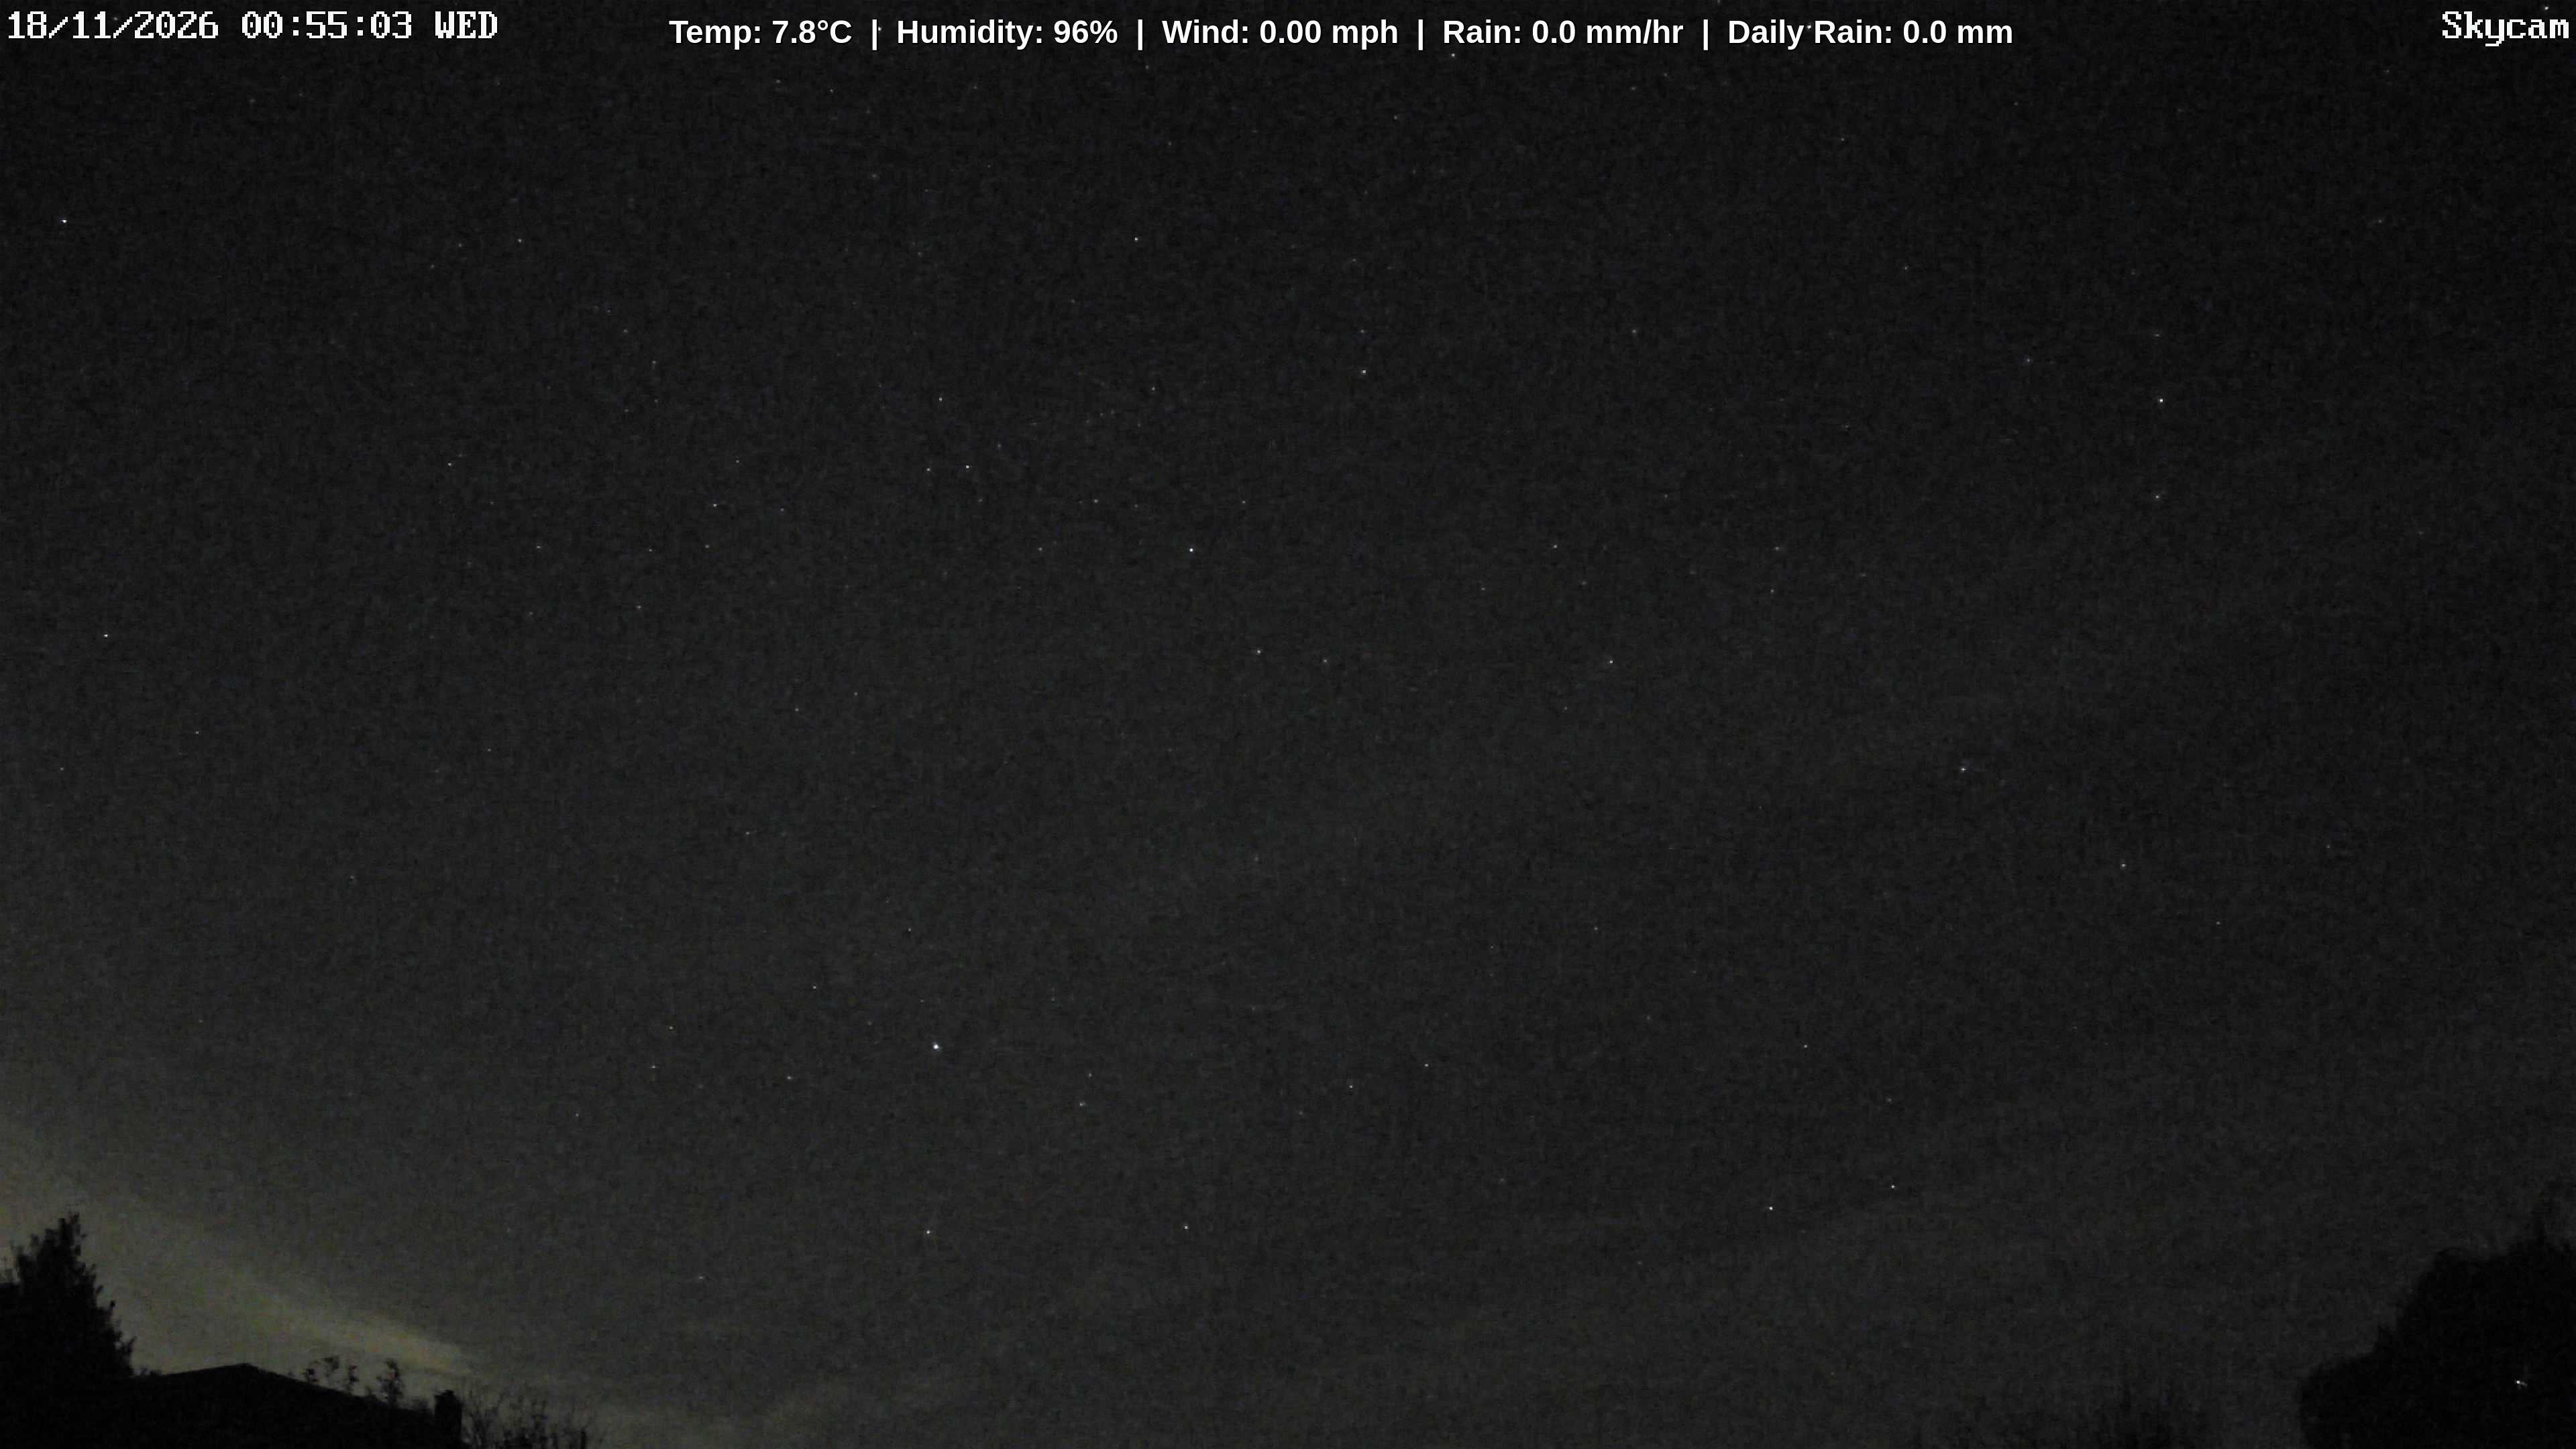 18/11/2026 00:55:03 WED
Temp: 7.8°C | Humidity: 96% | Wind: 0.00 mph | Rain: 0.0 mm/hr | Daily Rain: 0.0 mm
Skycam